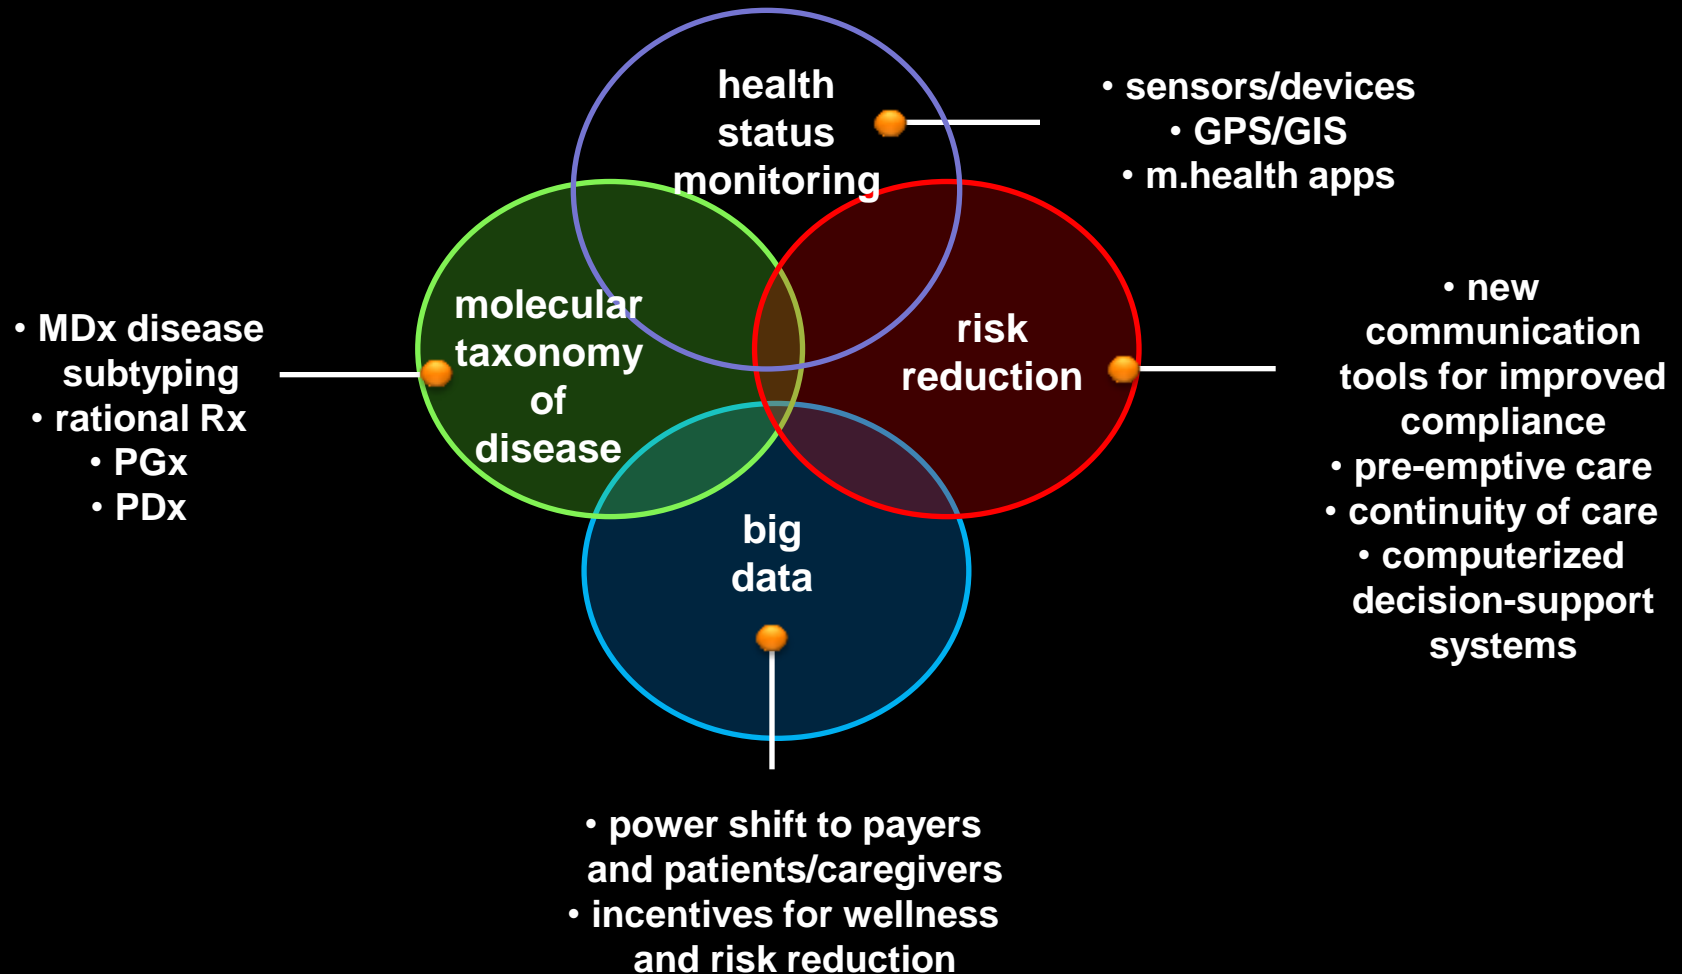 health
status
monitoring
• sensors/devices
• GPS/GIS
• m.health apps
molecular
taxonomy
of
disease
• MDx disease
subtyping
• rational Rx
• PGx
• PDx
risk
reduction
• new
communication
tools for improved
compliance
• pre-emptive care
• continuity of care
• computerized
decision-support
systems
big
data
• power shift to payers
and patients/caregivers
• incentives for wellness
and risk reduction